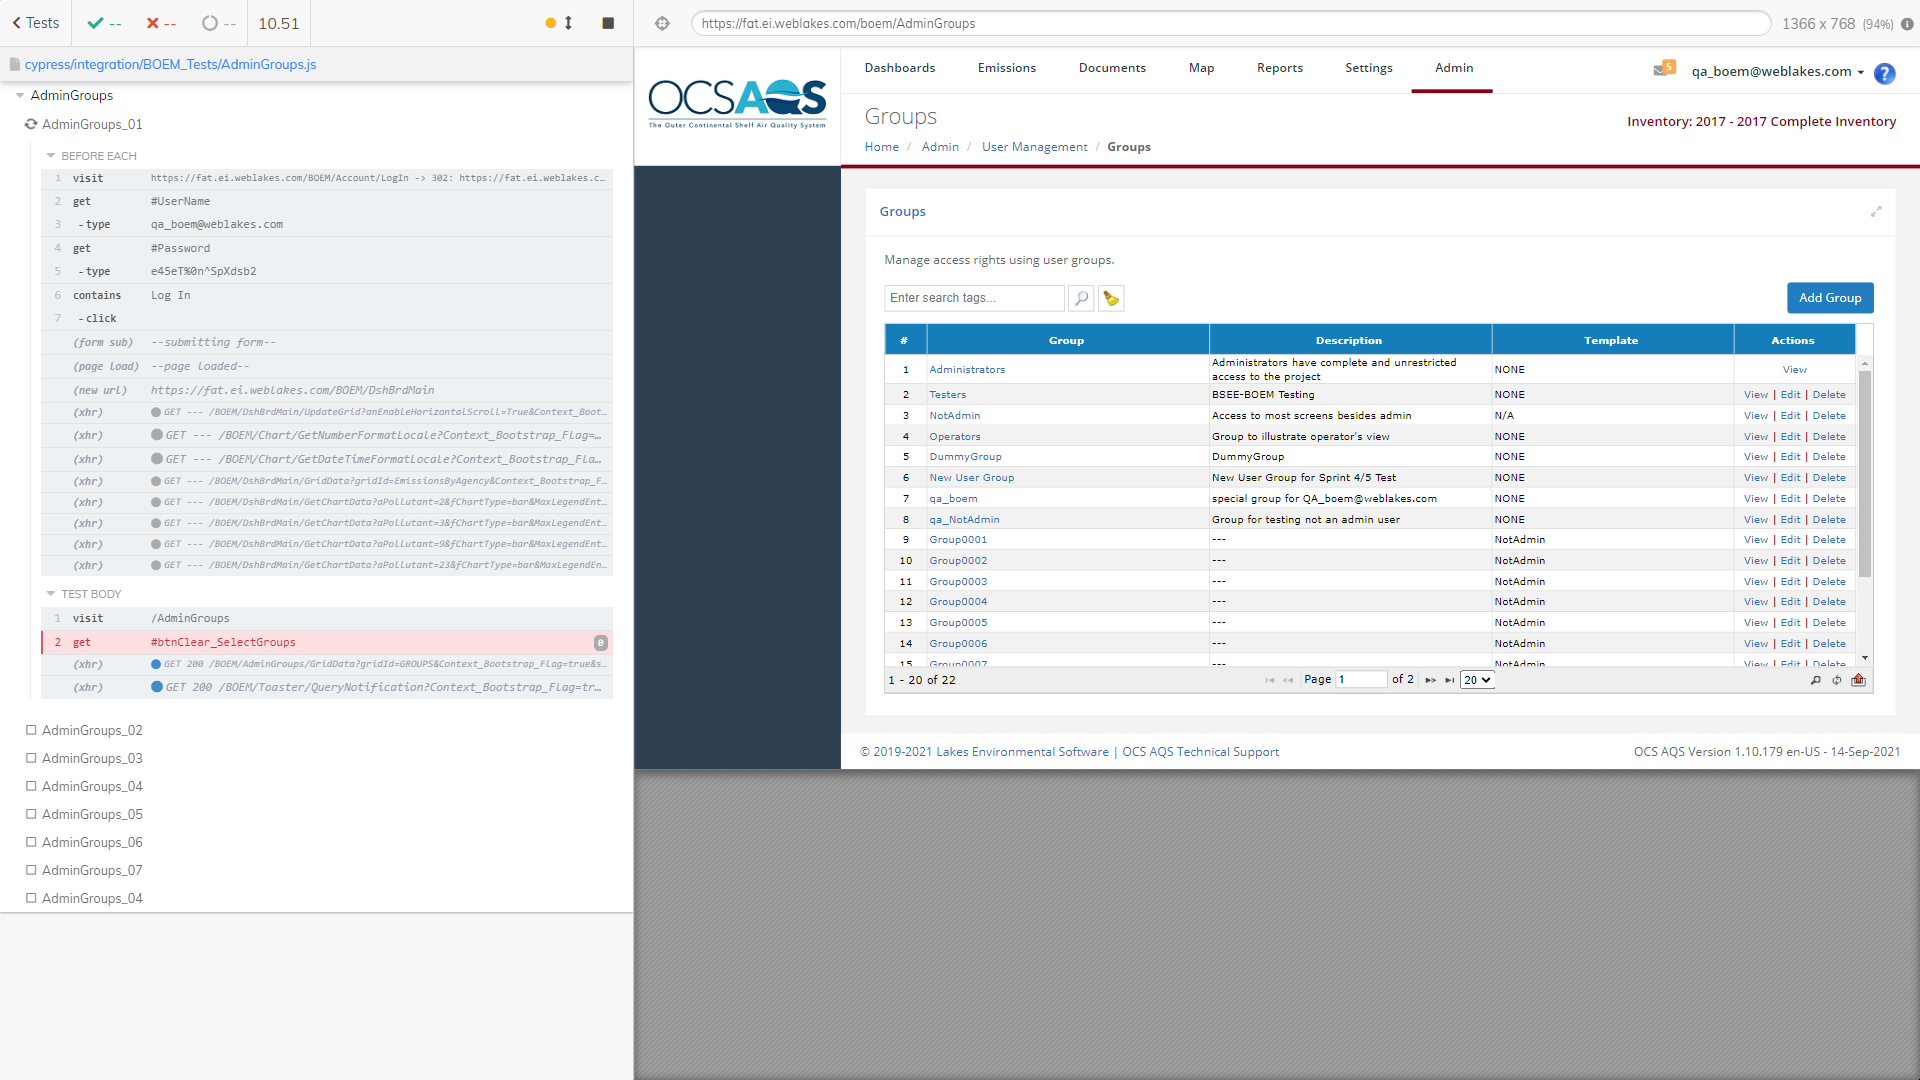 Tests
--
--
--
10.51
https://fat.ei.weblakes.com/boem/AdminGroups
1366 x 768 (94%)
cypress/integration/BOEM_Tests/AdminGroups.js
AdminGroups
AdminGroups_01
BEFORE EACH
1 visit https://fat.ei.weblakes.com/BOEM/Account/LogIn -> 302: https://fat.ei.weblakes.c...
2 get #UserName
3 - type qa_boem@weblakes.com
4 get #Password
5 - type e45eT%0n^SpXdsb2
6 contains Log In
7 - click
(form sub) --submitting form--
(page load) --page loaded--
(new url) https://fat.ei.weblakes.com/BOEM/DshBrdMain
(xhr) GET --- /BOEM/DshBrdMain/UpdateGrid?anEnableHorizontalScroll=True&Context_Boot...
(xhr) GET --- /BOEM/Chart/GetNumberFormatLocale?Context_Bootstrap_Flag=...
(xhr) GET --- /BOEM/Chart/GetDateTimeFormatLocale?Context_Bootstrap_Fla...
(xhr) GET --- /BOEM/DshBrdMain/GridData?gridId=EmissionsByAgency&Context_Bootstrap_F...
(xhr) GET --- /BOEM/DshBrdMain/GetChartData?aPollutant=2&fChartType=bar&MaxLegendEnt...
(xhr) GET --- /BOEM/DshBrdMain/GetChartData?aPollutant=3&fChartType=bar&MaxLegendEnt...
(xhr) GET --- /BOEM/DshBrdMain/GetChartData?aPollutant=9&fChartType=bar&MaxLegendEnt...
(xhr) GET --- /BOEM/DshBrdMain/GetChartData?aPollutant=23&fChartType=bar&MaxLegendEn...
TEST BODY
1 visit /AdminGroups
2 get #btnClear_SelectGroups 0
(xhr) GET 200 /BOEM/AdminGroups/GridData?gridId=GROUPS&Context_Bootstrap_Flag=true&s...
(xhr) GET 200 /BOEM/Toaster/QueryNotification?Context_Bootstrap_Flag=tr...
AdminGroups_02
AdminGroups_03
AdminGroups_04
AdminGroups_05
AdminGroups_06
AdminGroups_07
AdminGroups_04
OCSAQS
The Outer Continental Shelf Air Quality System
Dashboards Emissions Documents Map Reports Settings Admin
5
qa_boem@weblakes.com
?
Groups
Inventory: 2017 - 2017 Complete Inventory
Home / Admin / User Management / Groups
Groups
Manage access rights using user groups.
Enter search tags...
Add Group
# Group Description Template Actions
1 Administrators Administrators have complete and unrestricted access to the project NONE View
2 Testers BSEE-BOEM Testing NONE View | Edit | Delete
3 NotAdmin Access to most screens besides admin N/A View | Edit | Delete
4 Operators Group to illustrate operator's view NONE View | Edit | Delete
5 DummyGroup DummyGroup NONE View | Edit | Delete
6 New User Group New User Group for Sprint 4/5 Test NONE View | Edit | Delete
7 qa_boem special group for QA_boem@weblakes.com NONE View | Edit | Delete
8 qa_NotAdmin Group for testing not an admin user NONE View | Edit | Delete
9 Group0001 --- NotAdmin View | Edit | Delete
10 Group0002 --- NotAdmin View | Edit | Delete
11 Group0003 --- NotAdmin View | Edit | Delete
12 Group0004 --- NotAdmin View | Edit | Delete
13 Group0005 --- NotAdmin View | Edit | Delete
14 Group0006 --- NotAdmin View | Edit | Delete
15 Group0007 --- NotAdmin View | Edit | Delete
1 - 20 of 22
Page 1 of 2
20
© 2019-2021 Lakes Environmental Software | OCS AQS Technical Support
OCS AQS Version 1.10.179 en-US - 14-Sep-2021